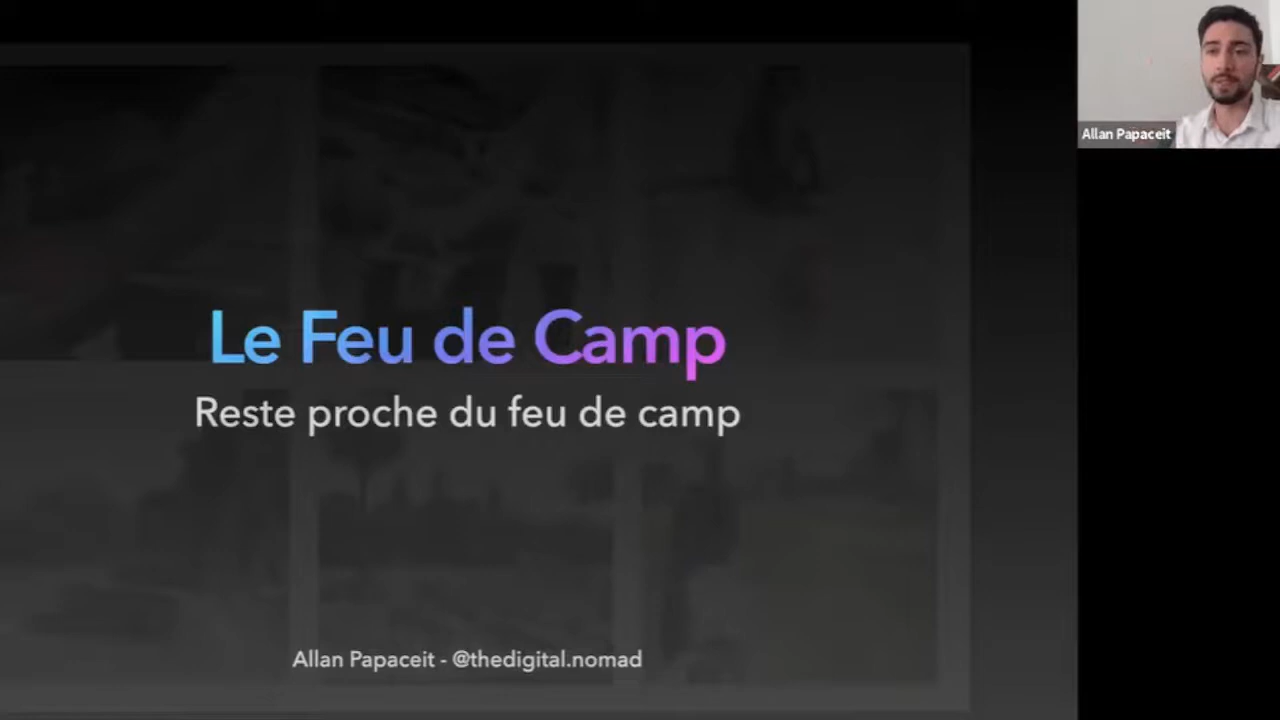 Le Feu de Camp
Reste proche du feu de camp
Allan Papaceit - @thedigital.nomad
Allan Papaceit